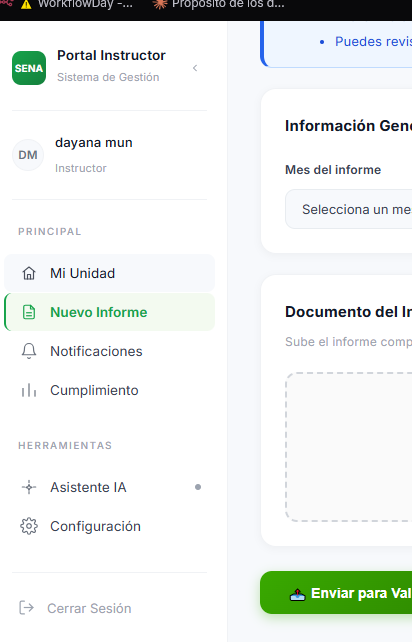 WorkflowDay -...
Propósito de los d...
SENA
Portal Instructor
Sistema de Gestión
DM
dayana mun
Instructor
PRINCIPAL
Mi Unidad
Nuevo Informe
Notificaciones
Cumplimiento
HERRAMIENTAS
Asistente IA
Configuración
Cerrar Sesión
• Puedes revis
Información Gene
Mes del informe
Selecciona un me
Documento del In
Sube el informe comp
Enviar para Val